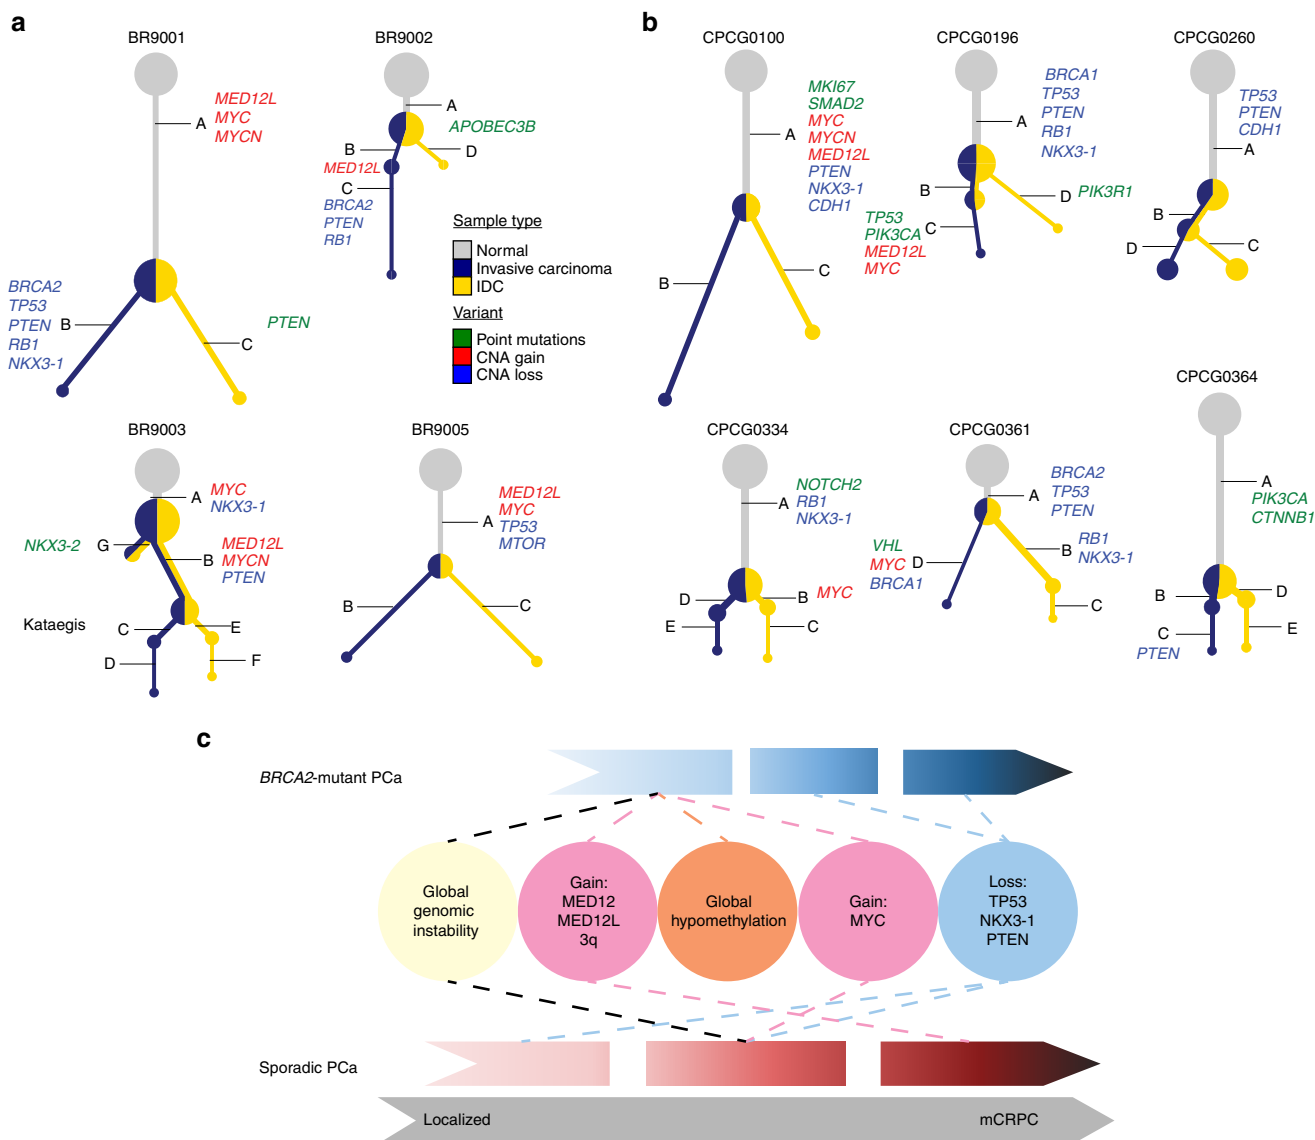 a
BR9001
A
MED12L
MYC
MYCN
BRCA2
TP53
PTEN
RB1
NKX3-1
B
C
PTEN
BR9002
A
APOBEC3B
B
D
MED12L
C
BRCA2
PTEN
RB1
Sample type
Normal
Invasive carcinoma
IDC
Variant
Point mutations
CNA gain
CNA loss
BR9003
A
MYC
NKX3-1
NKX3-2
G
B
MED12L
MYCN
PTEN
Kataegis
C
E
D
F
BR9005
A
MED12L
MYC
TP53
MTOR
B
C
b
CPCG0100
A
MKI67
SMAD2
MYC
MYCN
MED12L
PTEN
NKX3-1
CDH1
B
C
CPCG0196
A
BRCA1
TP53
PTEN
RB1
NKX3-1
B
D
PIK3R1
C
TP53
PIK3CA
MED12L
MYC
CPCG0260
TP53
PTEN
CDH1
A
B
D
C
CPCG0334
A
NOTCH2
RB1
NKX3-1
D
B
MYC
E
C
CPCG0361
A
BRCA2
TP53
PTEN
B
RB1
NKX3-1
VHL
MYC
BRCA1
D
C
CPCG0364
A
PIK3CA
CTNNB1
B
D
C
E
PTEN
c
BRCA2-mutant PCa
Global
genomic
instability
Gain:
MED12
MED12L
3q
Global
hypomethylation
Gain:
MYC
Loss:
TP53
NKX3-1
PTEN
Sporadic PCa
Localized
mCRPC